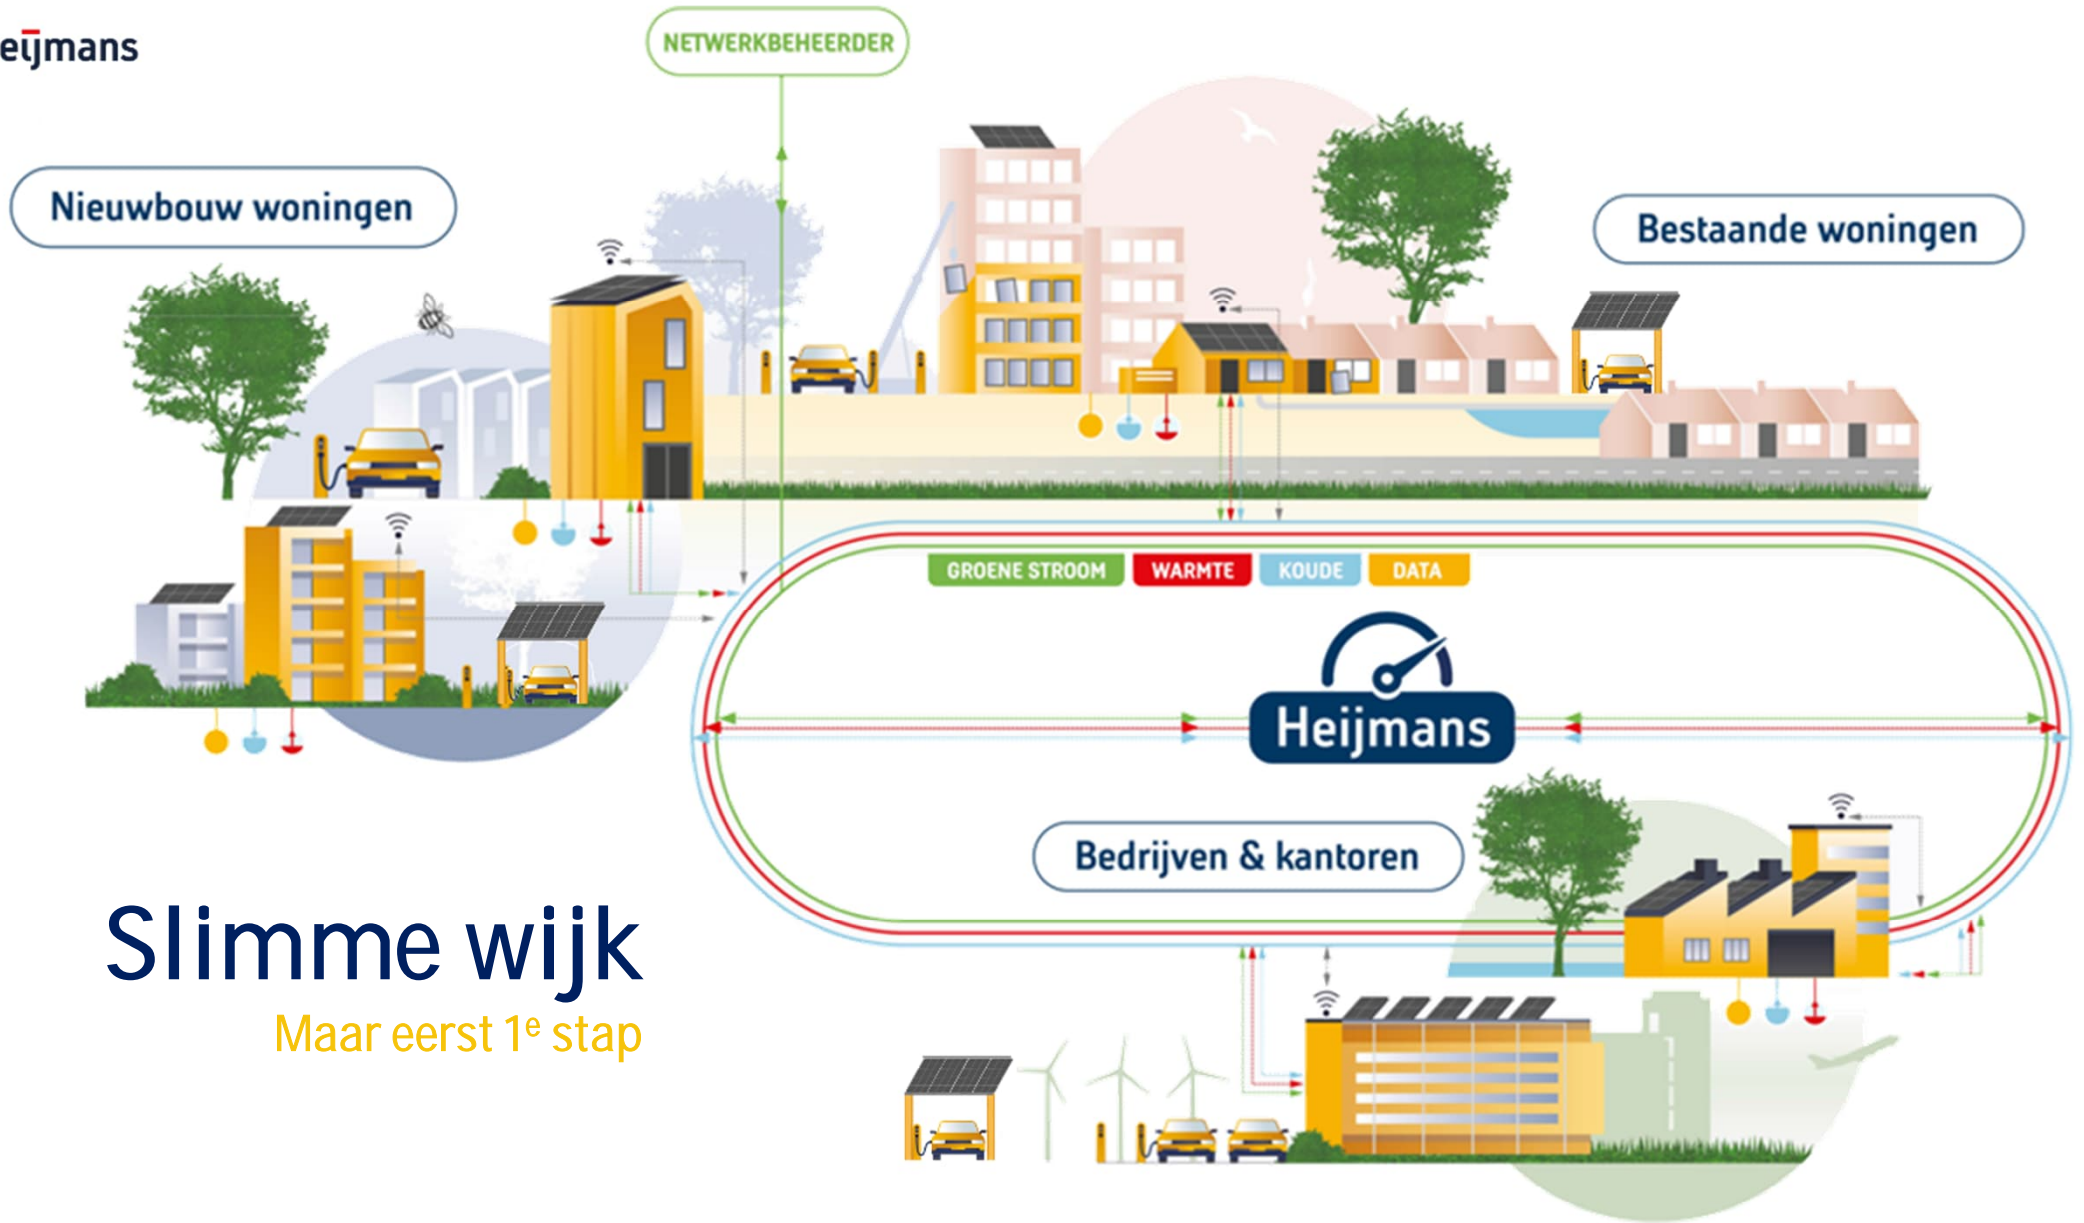 eijmans
NETWERKBEHEERDER
Nieuwbouw woningen
Bestaande woningen
GROENE STROOM WARMTE KOUDE DATA
Heijmans
Bedrijven & kantoren
Slimme wijk
Maar eerst 1e stap